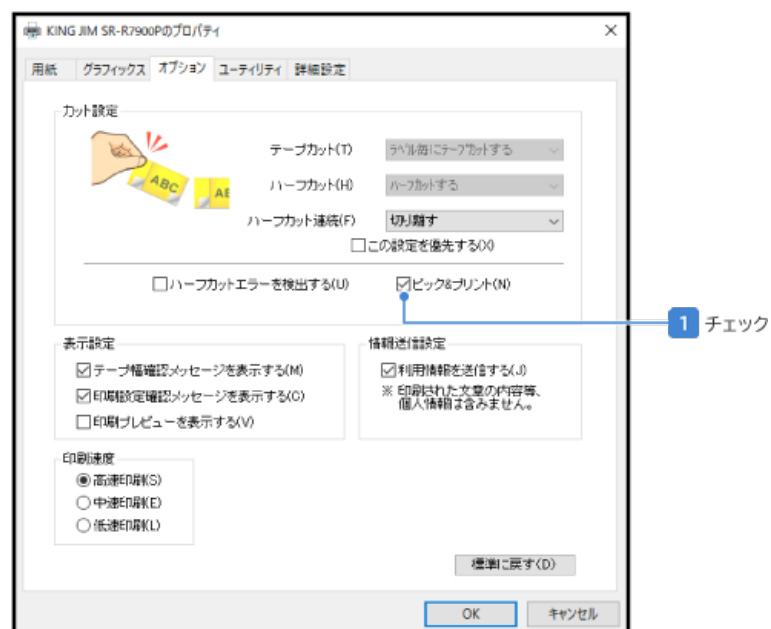 KING JIM SR-R7900Pのプロパティ
用紙 グラフィックス オプション ユーティリティ 詳細設定
カット設定
テープカット(T) ラベル毎にテープカットする
ハーフカット(H) ハーフカットする
ハーフカット連続(F) 切り離す
この設定を優先する(X)
ハーフカットエラーを検出する(U) ピック&プリント(N)
ABC
AE
1 チェック
表示設定
テープ幅確認メッセージを表示する(M)
印刷設定確認メッセージを表示する(C)
印刷プレビューを表示する(V)
情報送信設定
利用情報を送信する(J)
※ 印刷された文章の内容等、
個人情報は含みません。
印刷速度
高速印刷(S)
中速印刷(E)
低速印刷(L)
標準に戻す(D)
OK キャンセル